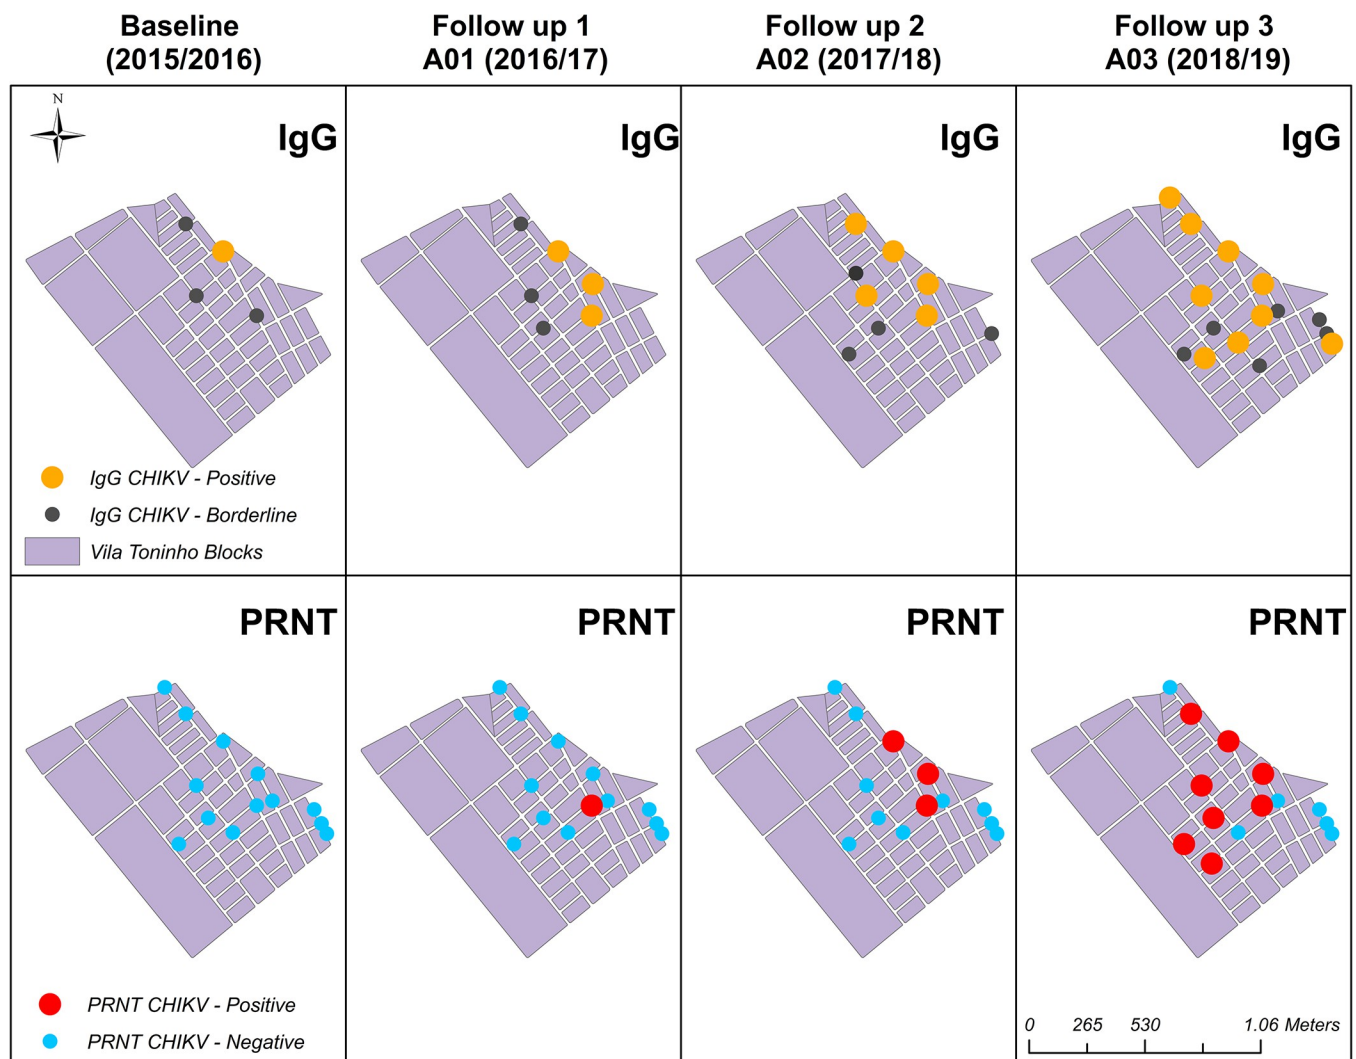 Baseline
(2015/2016)
Follow up 1
A01 (2016/17)
Follow up 2
A02 (2017/18)
Follow up 3
A03 (2018/19)
N
IgG
IgG
IgG
IgG
IgG CHIKV - Positive
IgG CHIKV - Borderline
Vila Toninho Blocks
PRNT
PRNT
PRNT
PRNT
PRNT CHIKV - Positive
PRNT CHIKV - Negative
0 265 530 1.06 Meters